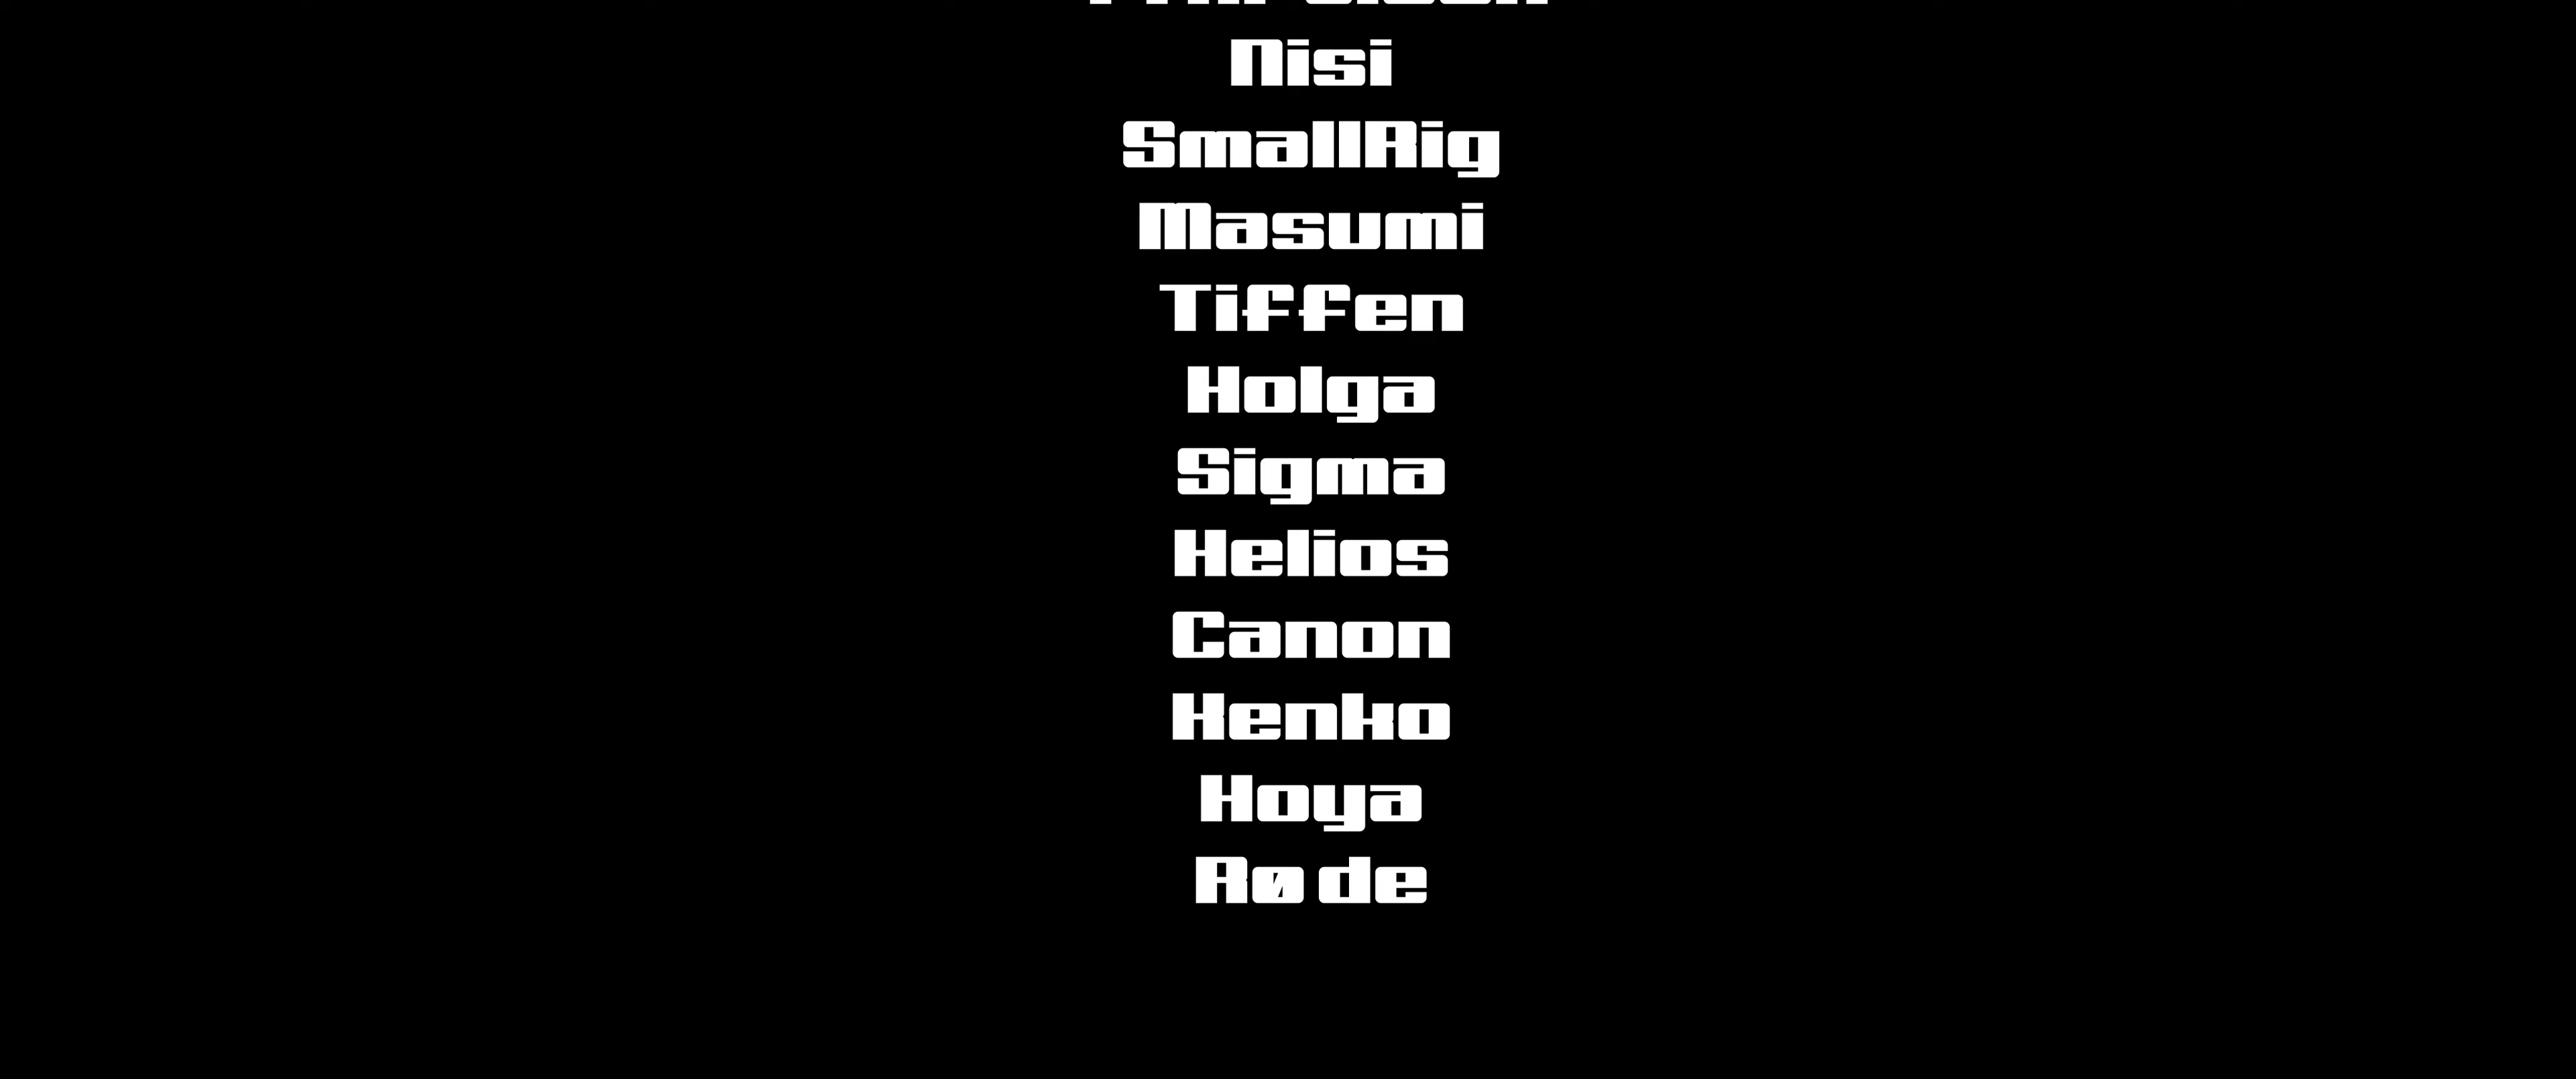 Nisi
SmallRig
Masumi
Tiffen
Holga
Sigma
Helios
Canon
Kenko
Hoya
Røde